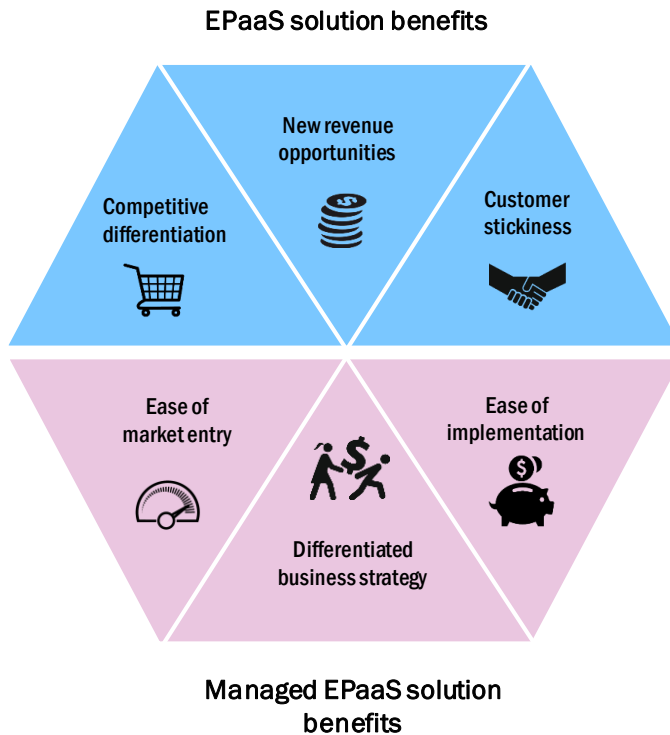 EPaaS solution benefits
New revenue
opportunities
Competitive
differentiation
Customer
stickiness
Ease of
market entry
Ease of
implementation
Differentiated
business strategy
Managed EPaaS solution
benefits
$
$
$